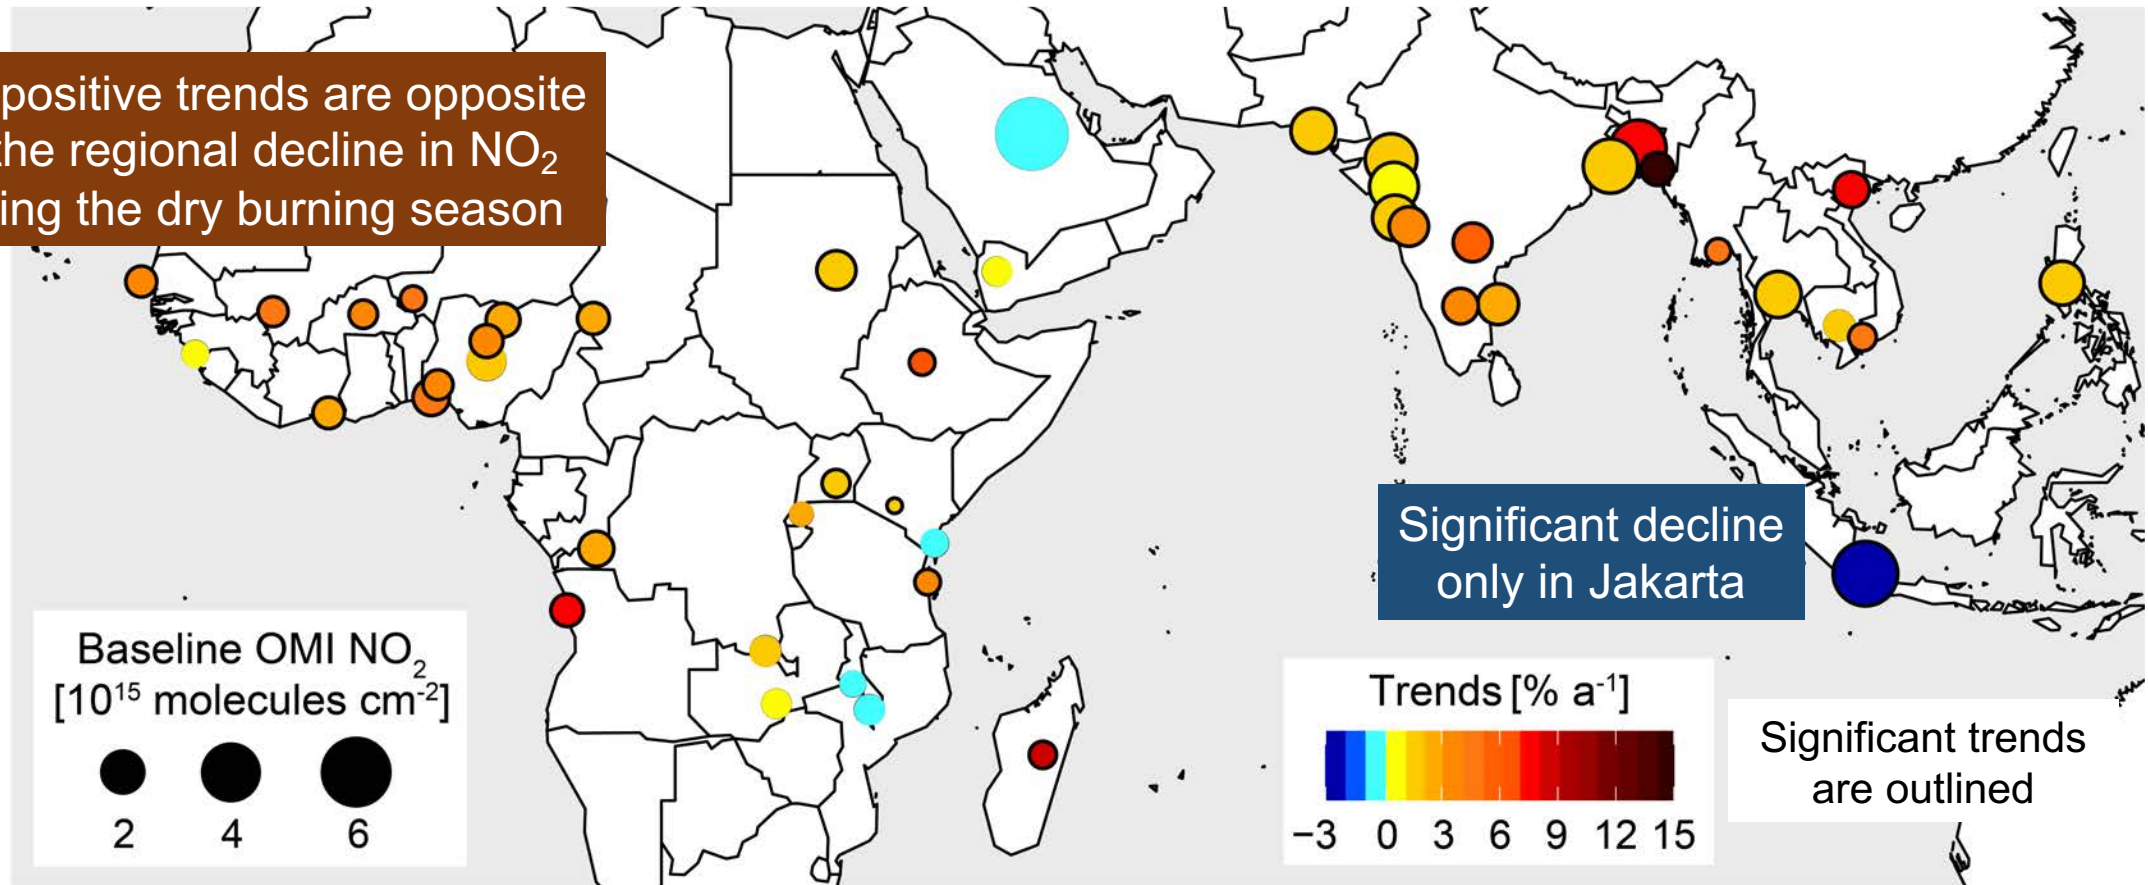 positive trends are opposite
the regional decline in NO₂
ing the dry burning season
Significant decline
only in Jakarta
Baseline OMI NO₂
[10¹⁵ molecules cm⁻²]
2 4 6
Trends [% a⁻¹]
−3 0 3 6 9 12 15
Significant trends
are outlined